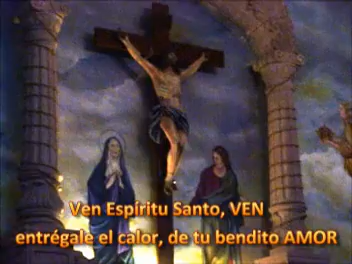 Ven Espíritu Santo, VEN
entrégale el calor, de tu bendito AMOR